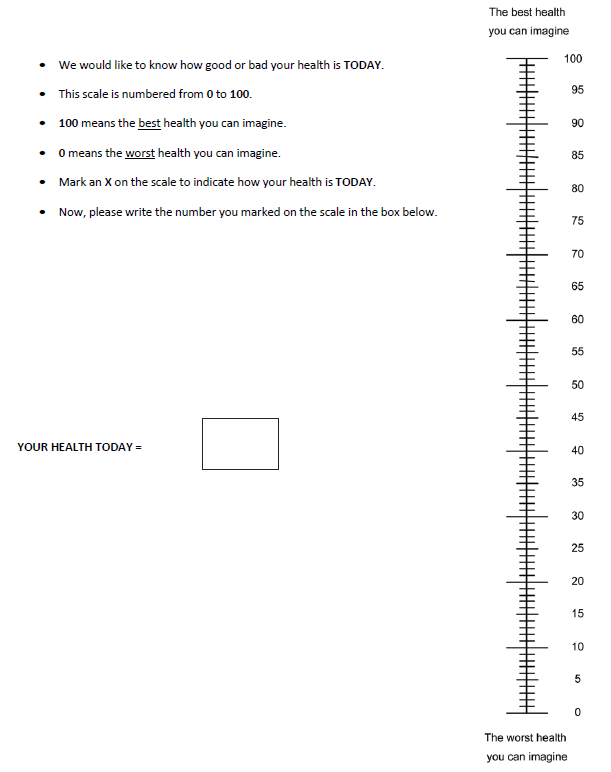 The best health
you can imagine
• We would like to know how good or bad your health is TODAY.
• This scale is numbered from 0 to 100.
• 100 means the best health you can imagine.
• 0 means the worst health you can imagine.
• Mark an X on the scale to indicate how your health is TODAY.
• Now, please write the number you marked on the scale in the box below.
YOUR HEALTH TODAY =
100
95
90
85
80
75
70
65
60
55
50
45
40
35
30
25
20
15
10
5
0
The worst health
you can imagine